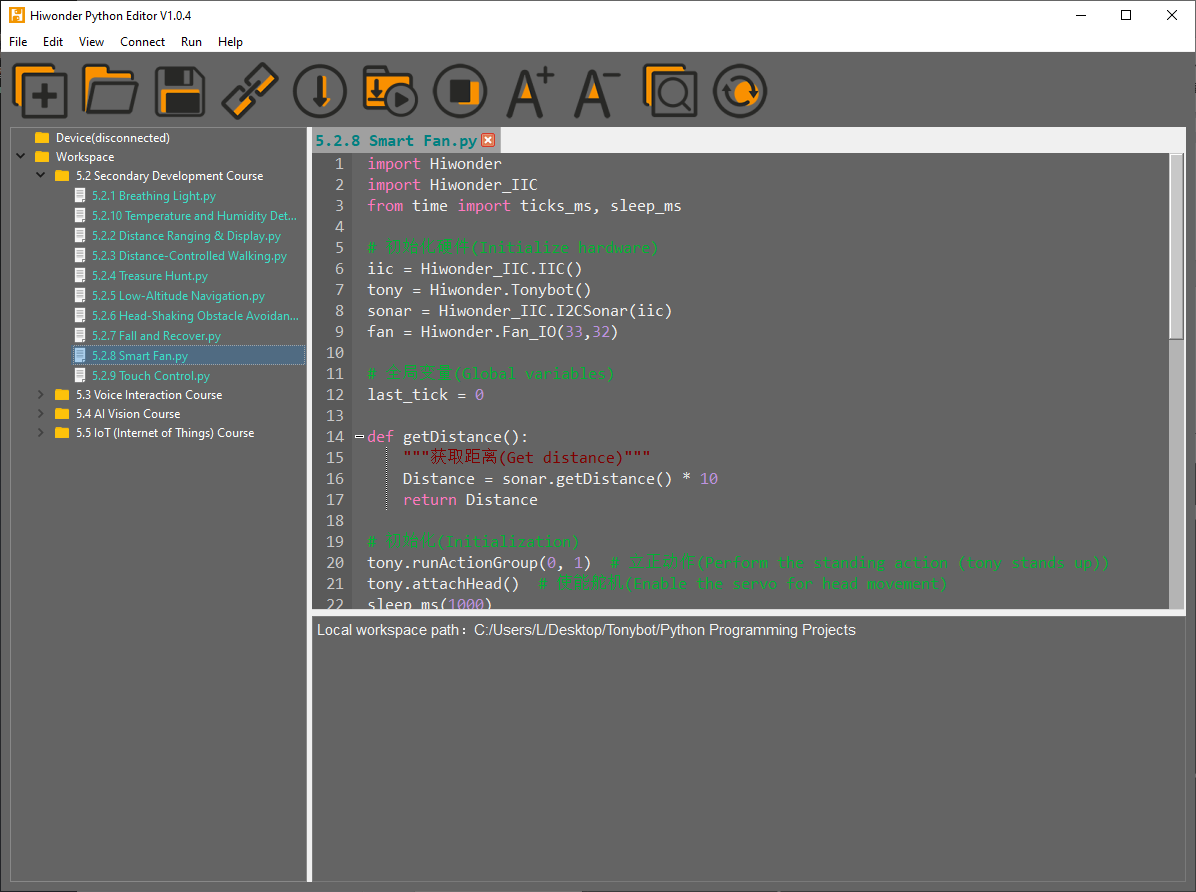 Hiwonder Python Editor V1.0.4
File Edit View Connect Run Help
Device(disconnected)
Workspace
5.2 Secondary Development Course
5.2.1 Breathing Light.py
5.2.10 Temperature and Humidity Det...
5.2.2 Distance Ranging & Display.py
5.2.3 Distance-Controlled Walking.py
5.2.4 Treasure Hunt.py
5.2.5 Low-Altitude Navigation.py
5.2.6 Head-Shaking Obstacle Avoidan...
5.2.7 Fall and Recover.py
5.2.8 Smart Fan.py
5.2.9 Touch Control.py
5.3 Voice Interaction Course
5.4 AI Vision Course
5.5 IoT (Internet of Things) Course
5.2.8 Smart Fan.py
1 import Hiwonder
2 import Hiwonder_IIC
3 from time import ticks_ms, sleep_ms
4
5 # 初始化硬件(Initialize hardware)
6 iic = Hiwonder_IIC.IIC()
7 tony = Hiwonder.Tonybot()
8 sonar = Hiwonder_IIC.I2CSonar(iic)
9 fan = Hiwonder.Fan_IO(33,32)
10
11 # 全局变量(Global variables)
12 last_tick = 0
13
14 def getDistance():
15 """获取距离(Get distance)"""
16 Distance = sonar.getDistance() * 10
17 return Distance
18
19 # 初始化(Initialization)
20 tony.runActionGroup(0, 1) # 立正动作(Perform the standing action (tony stands up))
21 tony.attachHead() # 使能舵机(Enable the servo for head movement)
22 sleep_ms(1000)
Local workspace path：C:/Users/L/Desktop/Tonybot/Python Programming Projects